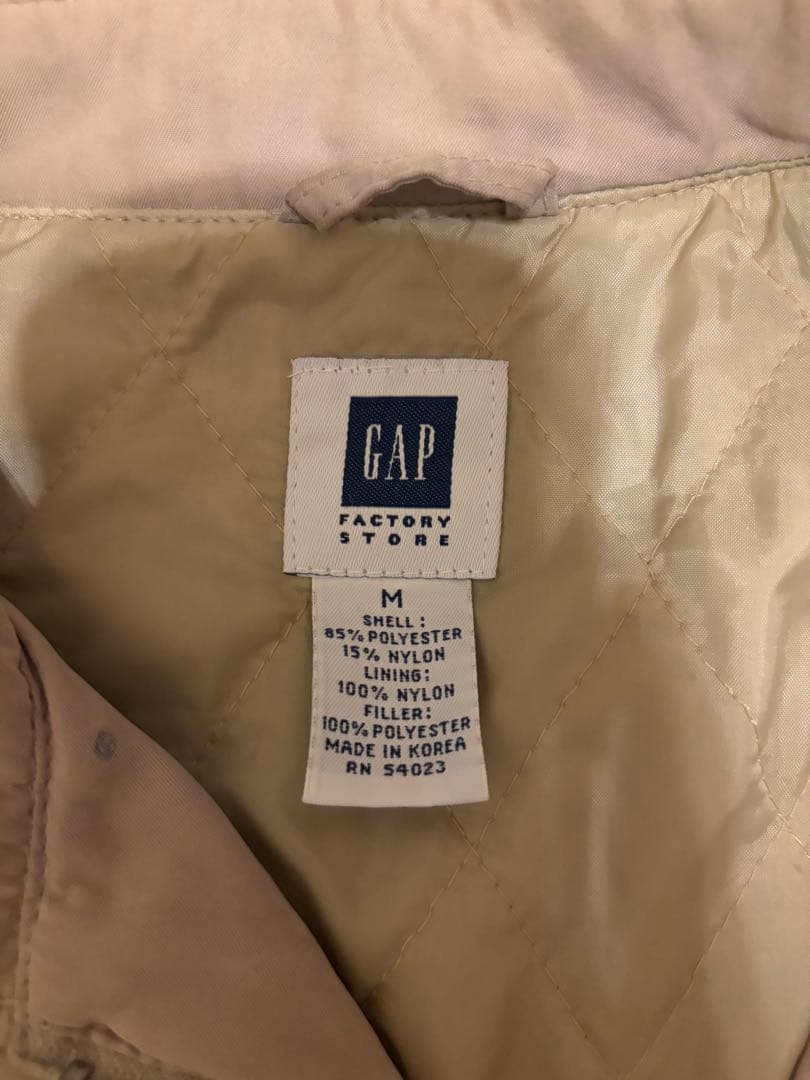 GAP
FACTORY
STORE
M
SHELL:
85% POLYESTER
15% NYLON
LINING:
100% NYLON
FILLER:
100% POLYESTER
MADE IN KOREA
RN 54023